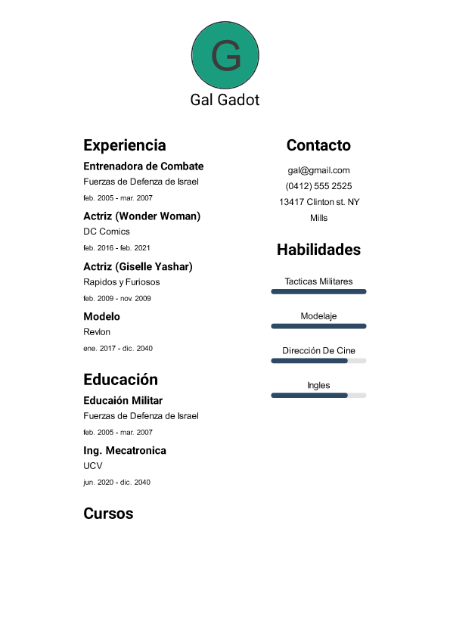 G
Gal Gadot
Experiencia
Entrenadora de Combate
Fuerzas de Defenza de Israel
feb. 2005 - mar. 2007
Actriz (Wonder Woman)
DC Comics
feb. 2016 - feb. 2021
Actriz (Giselle Yashar)
Rapidos y Furiosos
feb. 2009 - nov. 2009
Modelo
Revlon
ene. 2017 - dic. 2040
Educación
Educaión Militar
Fuerzas de Defenza de Israel
feb. 2005 - mar. 2007
Ing. Mecatronica
UCV
jun. 2020 - dic. 2040
Cursos
Contacto
gal@gmail.com
(0412) 555 2525
13417 Clinton st. NY
Mills
Habilidades
Tacticas Militares
Modelaje
Dirección De Cine
Ingles